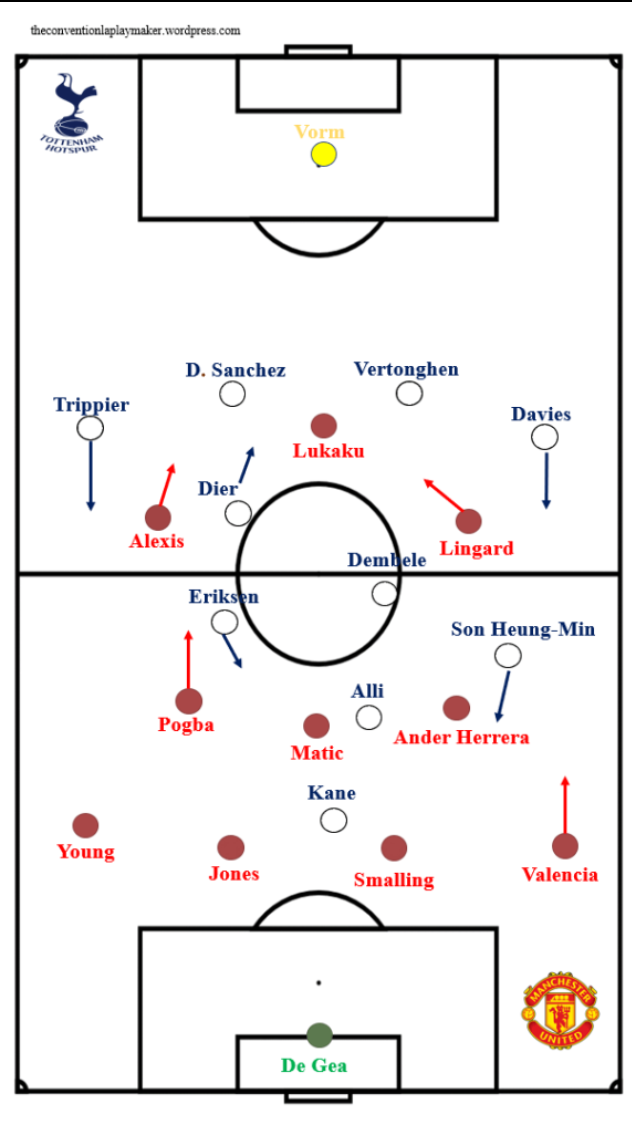 theconventionlaplaymaker.wordpress.com
TOTTENHAM
HOTSPUR
Vorm
D. Sanchez
Vertonghen
Trippier
Davies
Lukaku
Dier
Alexis
Lingard
Dembele
Eriksen
Son Heung-Min
Alli
Pogba
Matic
Ander Herrera
Kane
Young
Jones
Smalling
Valencia
MANCHESTER
UNITED
De Gea